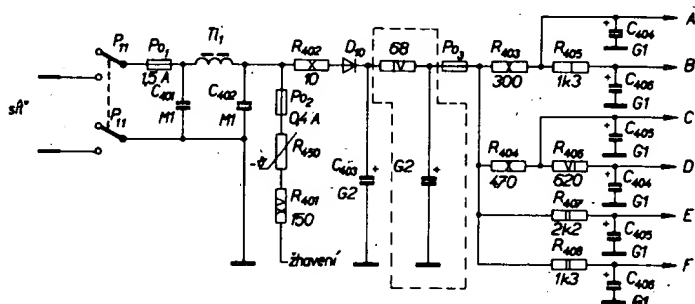 síť
P11
P11
Po1
1,5 A
C401
M1
Tl1
C402
M1
R402
10
Po2
0,4 A
-ϑ
R450
R401
150
žhavení
D10
C403
G2
+
68
G2
+
Po3
R403
300
R404
470
R405
1k3
R406
620
R407
2k2
R408
1k3
+
C404
G1
A
+
C406
G1
B
+
C405
G1
C
+
C404
G1
D
+
C405
G1
E
+
C406
G1
F